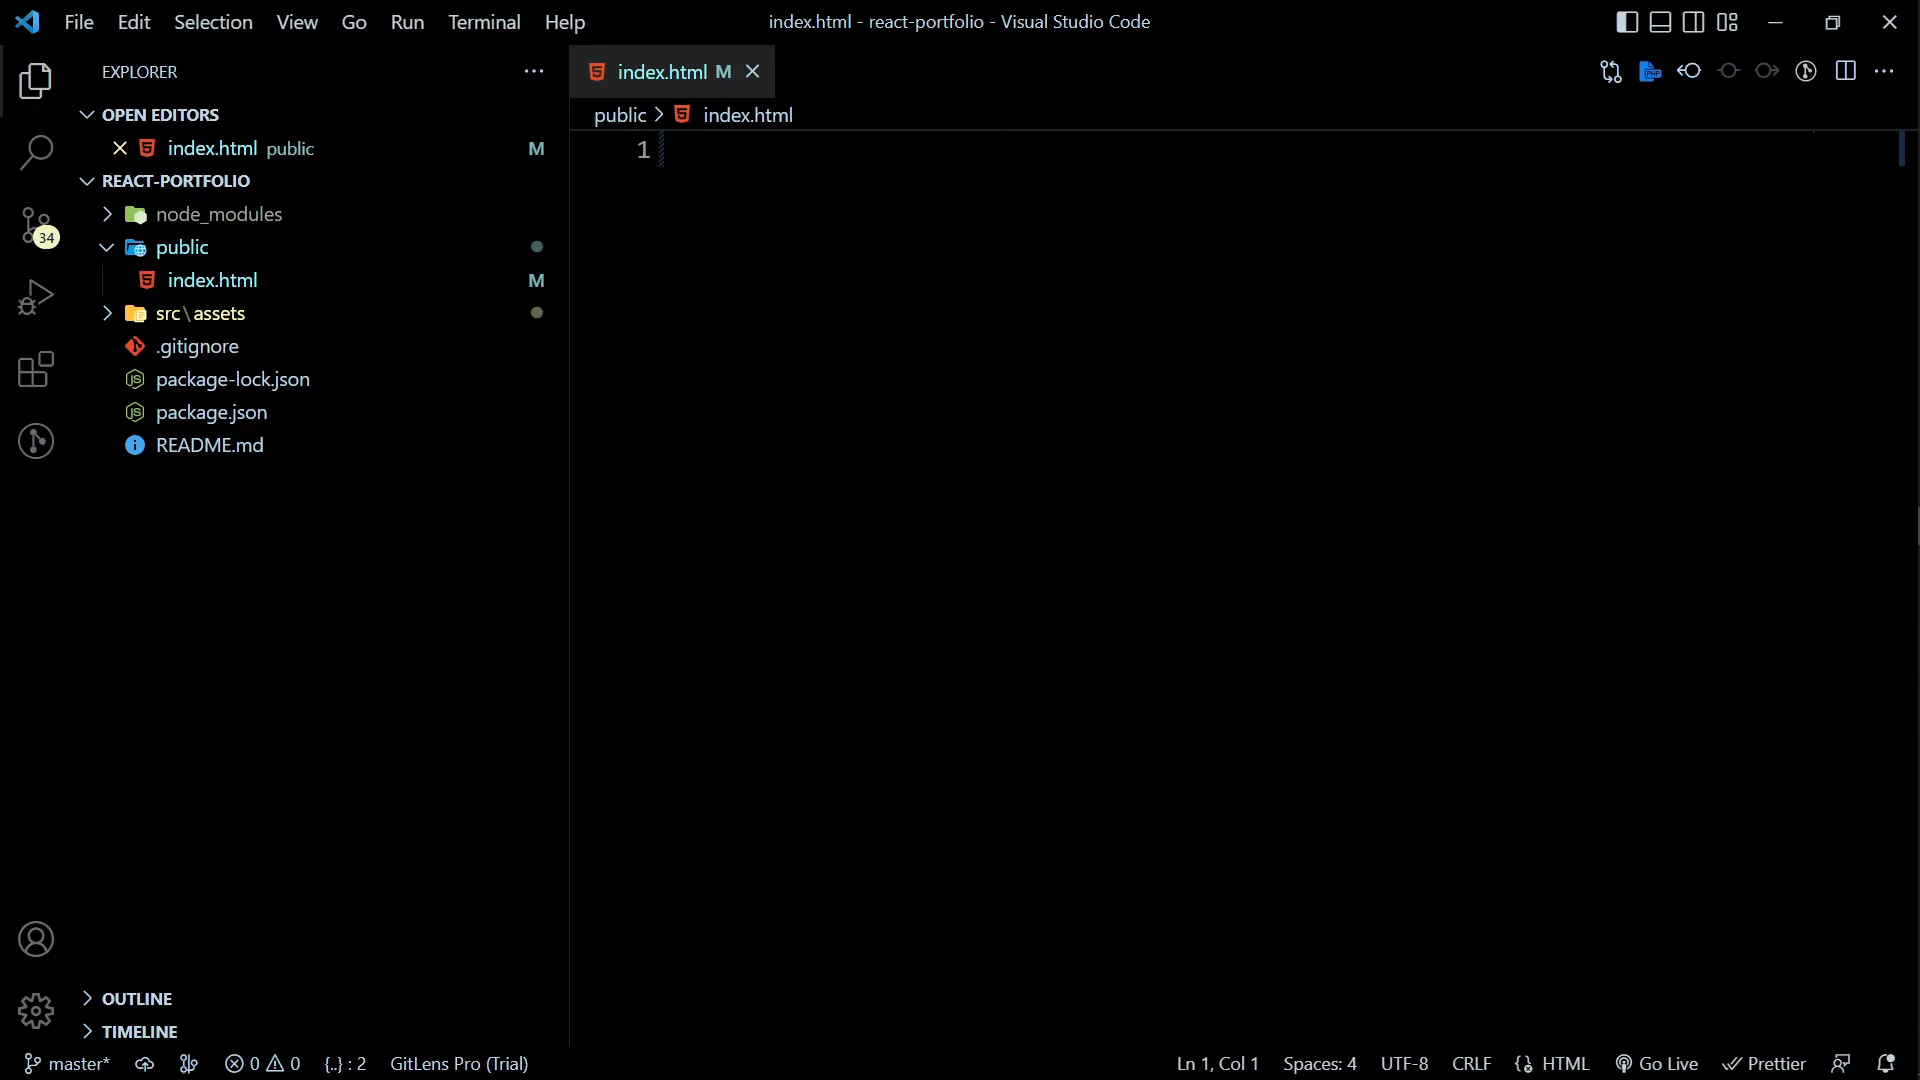 File Edit Selection View Go Run Terminal Help
index.html - react-portfolio - Visual Studio Code
EXPLORER
index.html M
OPEN EDITORS
public > index.html
index.html public M
1
REACT-PORTFOLIO
node_modules
34
public
index.html M
src\assets
.gitignore
package-lock.json
package.json
README.md
OUTLINE
TIMELINE
master* 0 0 {..} : 2 GitLens Pro (Trial)
Ln 1, Col 1 Spaces: 4 UTF-8 CRLF HTML Go Live Prettier